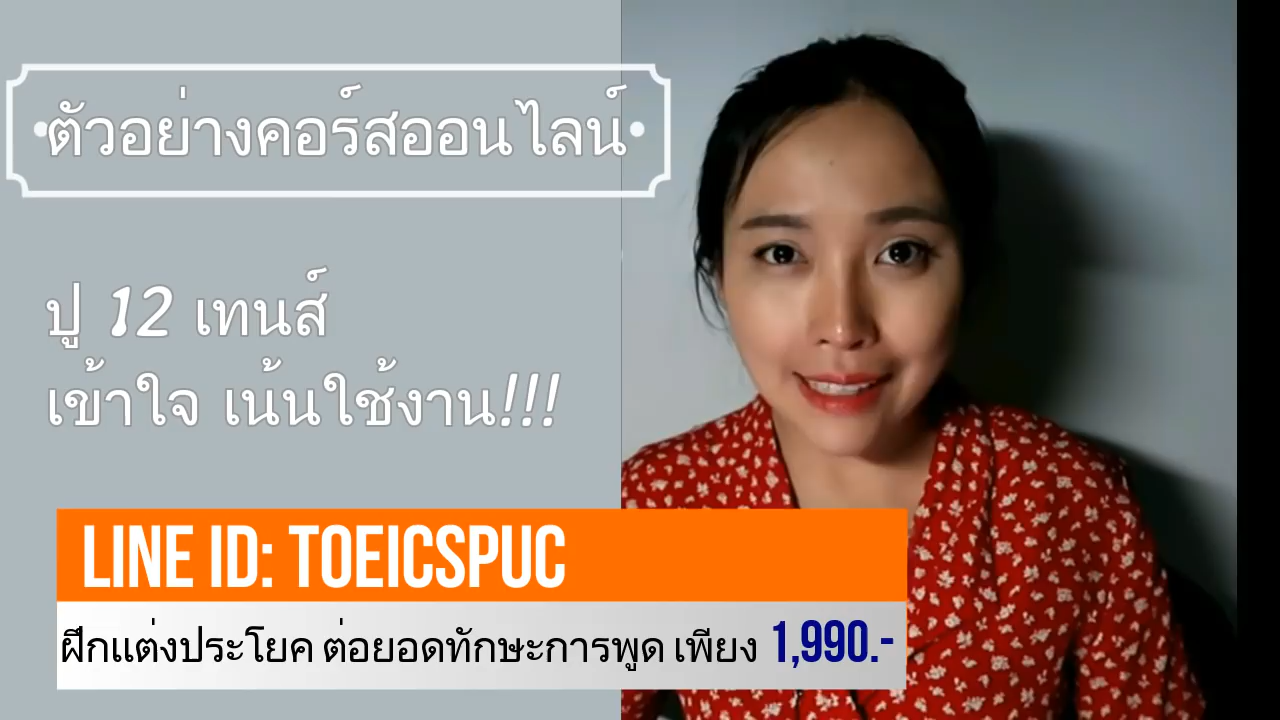 •ตัวอย่างคอร์สออนไลน์•
ปู 12 เทนส์
เข้าใจ เน้นใช้งาน!!!
LINE ID: TOEICSPUC
ฝึกแต่งประโยค ต่อยอดทักษะการพูด เพียง 1,990.-